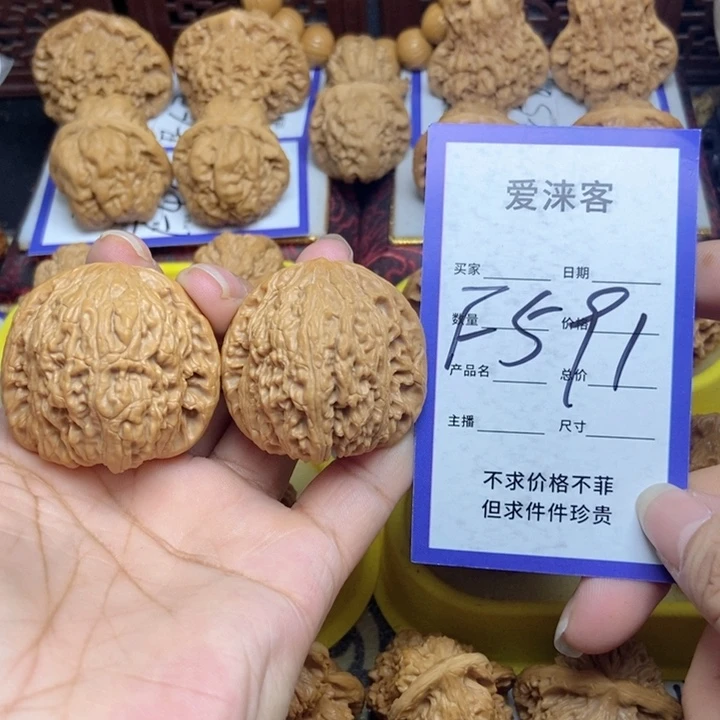 爱涞客
买家 日期
数量 价格
F591
产品名 总价
主播 尺寸
不求价格不菲
但求件件珍贵